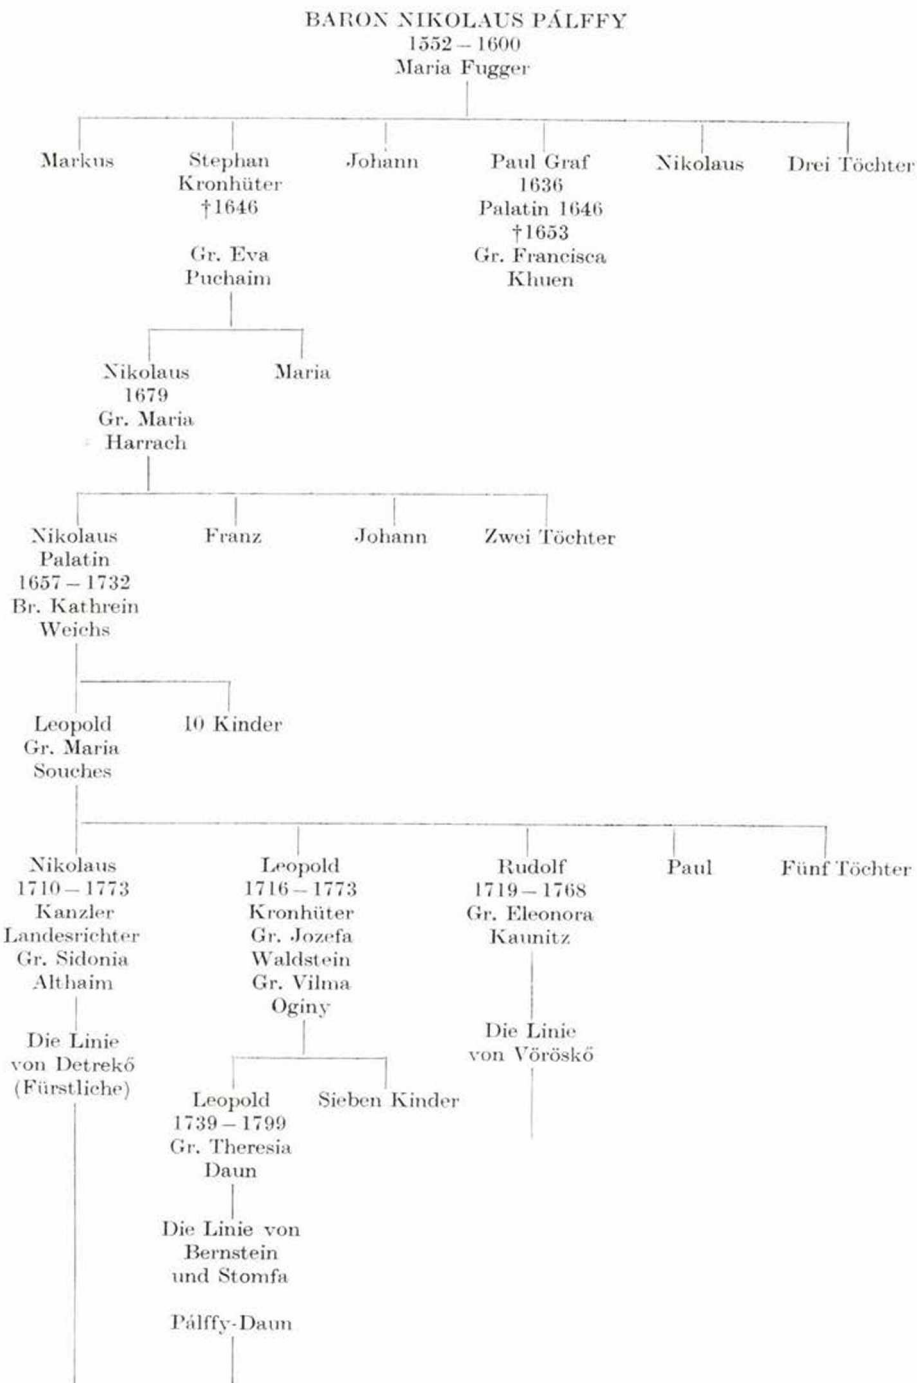 BARON NIKOLAUS PÁLFFY
1552 – 1600
Maria Fugger
Markus
Stephan
Kronhüter
†1646
Gr. Eva
Puchaim
Johann
Paul Graf
1636
Palatin 1646
†1653
Gr. Francisca
Khuen
Nikolaus
Drei Töchter
Nikolaus
1679
Gr. Maria
Harrach
Maria
Nikolaus
Palatin
1657 – 1732
Br. Kathrein
Weichs
Franz
Johann
Zwei Töchter
Leopold
Gr. Maria
Souches
10 Kinder
Nikolaus
1710 – 1773
Kanzler
Landesrichter
Gr. Sidonia
Althaim
Die Linie
von Detrekő
(Fürstliche)
Leopold
1716 – 1773
Kronhüter
Gr. Jozefa
Waldstein
Gr. Vilma
Oginy
Rudolf
1719 – 1768
Gr. Eleonora
Kaunitz
Die Linie
von Vöröskő
Paul
Fünf Töchter
Leopold
1739 – 1799
Gr. Theresia
Daun
Die Linie von
Bernstein
und Stomfa
Pálffy-Daun
Sieben Kinder